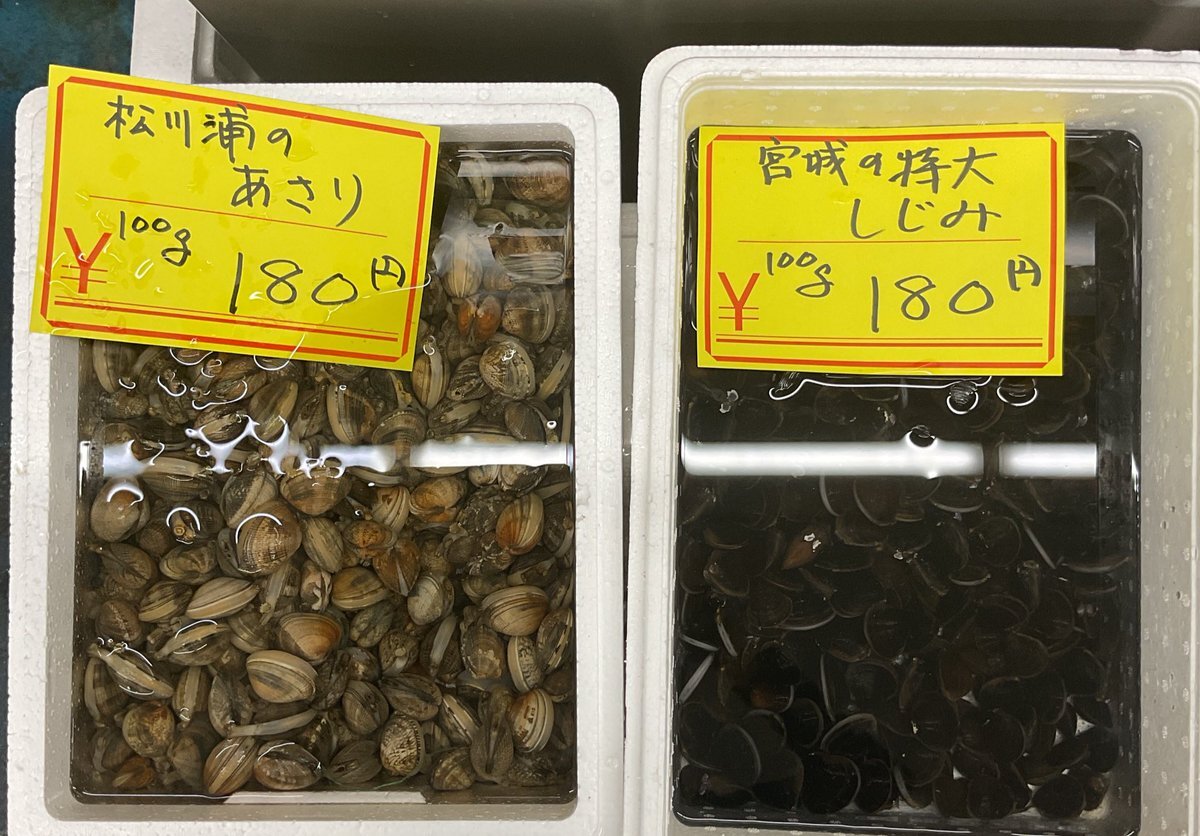 松川浦の
あさり
¥ 100g 180円
宮城の特大
しじみ
¥ 100g 180円